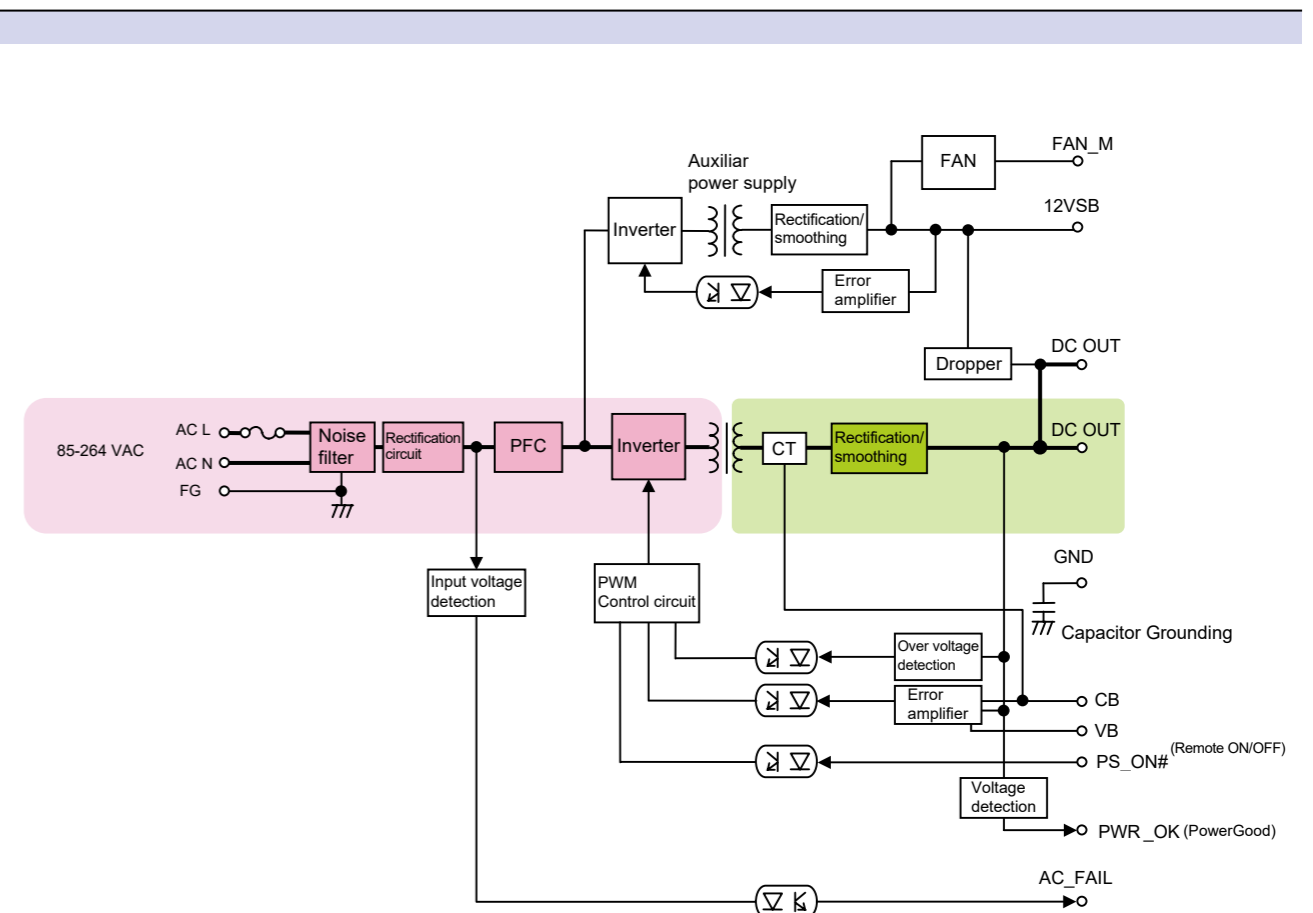 FAN_M
FAN
Auxiliar
power supply
12VSB
Inverter
Rectification/
smoothing
Error
amplifier
DC OUT
Dropper
85-264 VAC
AC L
AC N
FG
Noise
filter
Rectification
circuit
PFC
Inverter
CT
Rectification/
smoothing
DC OUT
GND
Capacitor Grounding
Input voltage
detection
PWM
Control circuit
Over voltage
detection
Error
amplifier
CB
VB
PS_ON# (Remote ON/OFF)
Voltage
detection
PWR_OK (PowerGood)
AC_FAIL